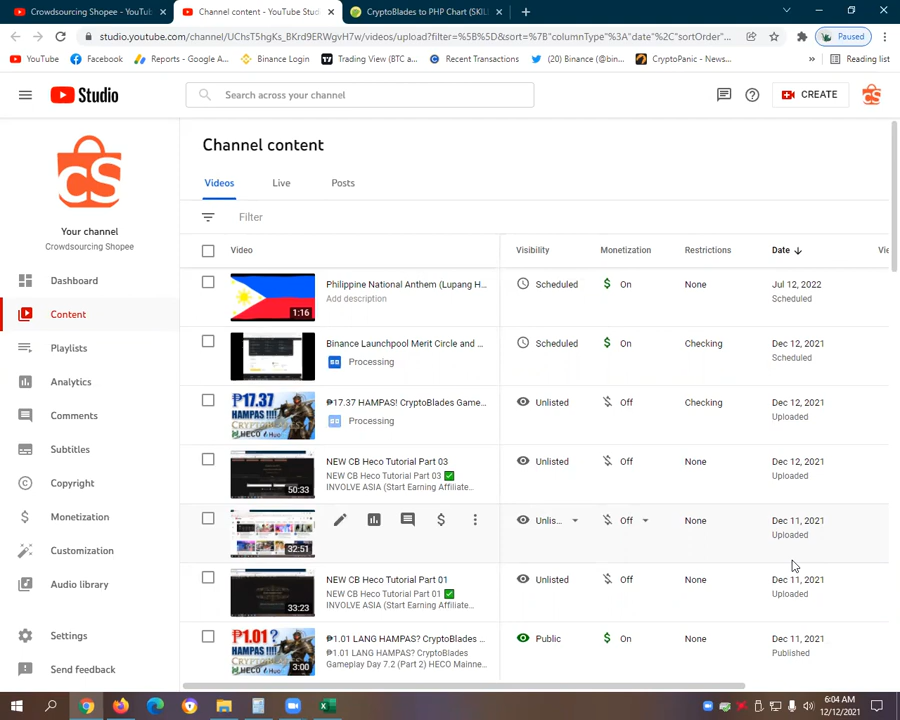 Crowdsourcing Shopee - YouTub
Channel content - YouTube Stud
CryptoBlades to PHP Chart (SKIL
studio.youtube.com/channel/UChsT5hgKs_BKrd9ERWgvH7w/videos/upload?filter=%5B%5D&sort=%7B"columnType"%3A"date"%2C"sortOrder"...
Paused
YouTube
Facebook
Reports - Google A...
Binance Login
Trading View (BTC a...
Recent Transactions
(20) Binance (@bin...
CryptoPanic - News...
»
Reading list
Studio
Search across your channel
CREATE
Your channel
Crowdsourcing Shopee
Dashboard
Content
Playlists
Analytics
Comments
Subtitles
Copyright
Monetization
Customization
Audio library
Settings
Send feedback
Channel content
Videos
Live
Posts
Filter
Video
Visibility
Monetization
Restrictions
Date
Vie
1:16
Philippine National Anthem (Lupang H...
Add description
Scheduled
On
None
Jul 12, 2022
Scheduled
Binance Launchpool Merit Circle and ...
Processing
Scheduled
On
Checking
Dec 12, 2021
Scheduled
₱17.37
HAMPAS !!!!
₱17.37 HAMPAS! CryptoBlades Game...
Processing
Unlisted
Off
Checking
Dec 12, 2021
Uploaded
50:33
NEW CB Heco Tutorial Part 03
NEW CB Heco Tutorial Part 03 ✅
INVOLVE ASIA (Start Earning Affiliate...
Unlisted
Off
None
Dec 12, 2021
Uploaded
32:51
Unlis...
Off
None
Dec 11, 2021
Uploaded
33:23
NEW CB Heco Tutorial Part 01
NEW CB Heco Tutorial Part 01 ✅
INVOLVE ASIA (Start Earning Affiliate...
Unlisted
Off
None
Dec 11, 2021
Uploaded
₱1.01 ?
LANG HAMPAS
3:00
₱1.01 LANG HAMPAS? CryptoBlades ...
₱1.01 LANG HAMPAS? CryptoBlades
Gameplay Day 7.2 (Part 2) HECO Mainne...
Public
On
None
Dec 11, 2021
Published
6:04 AM
12/12/2021